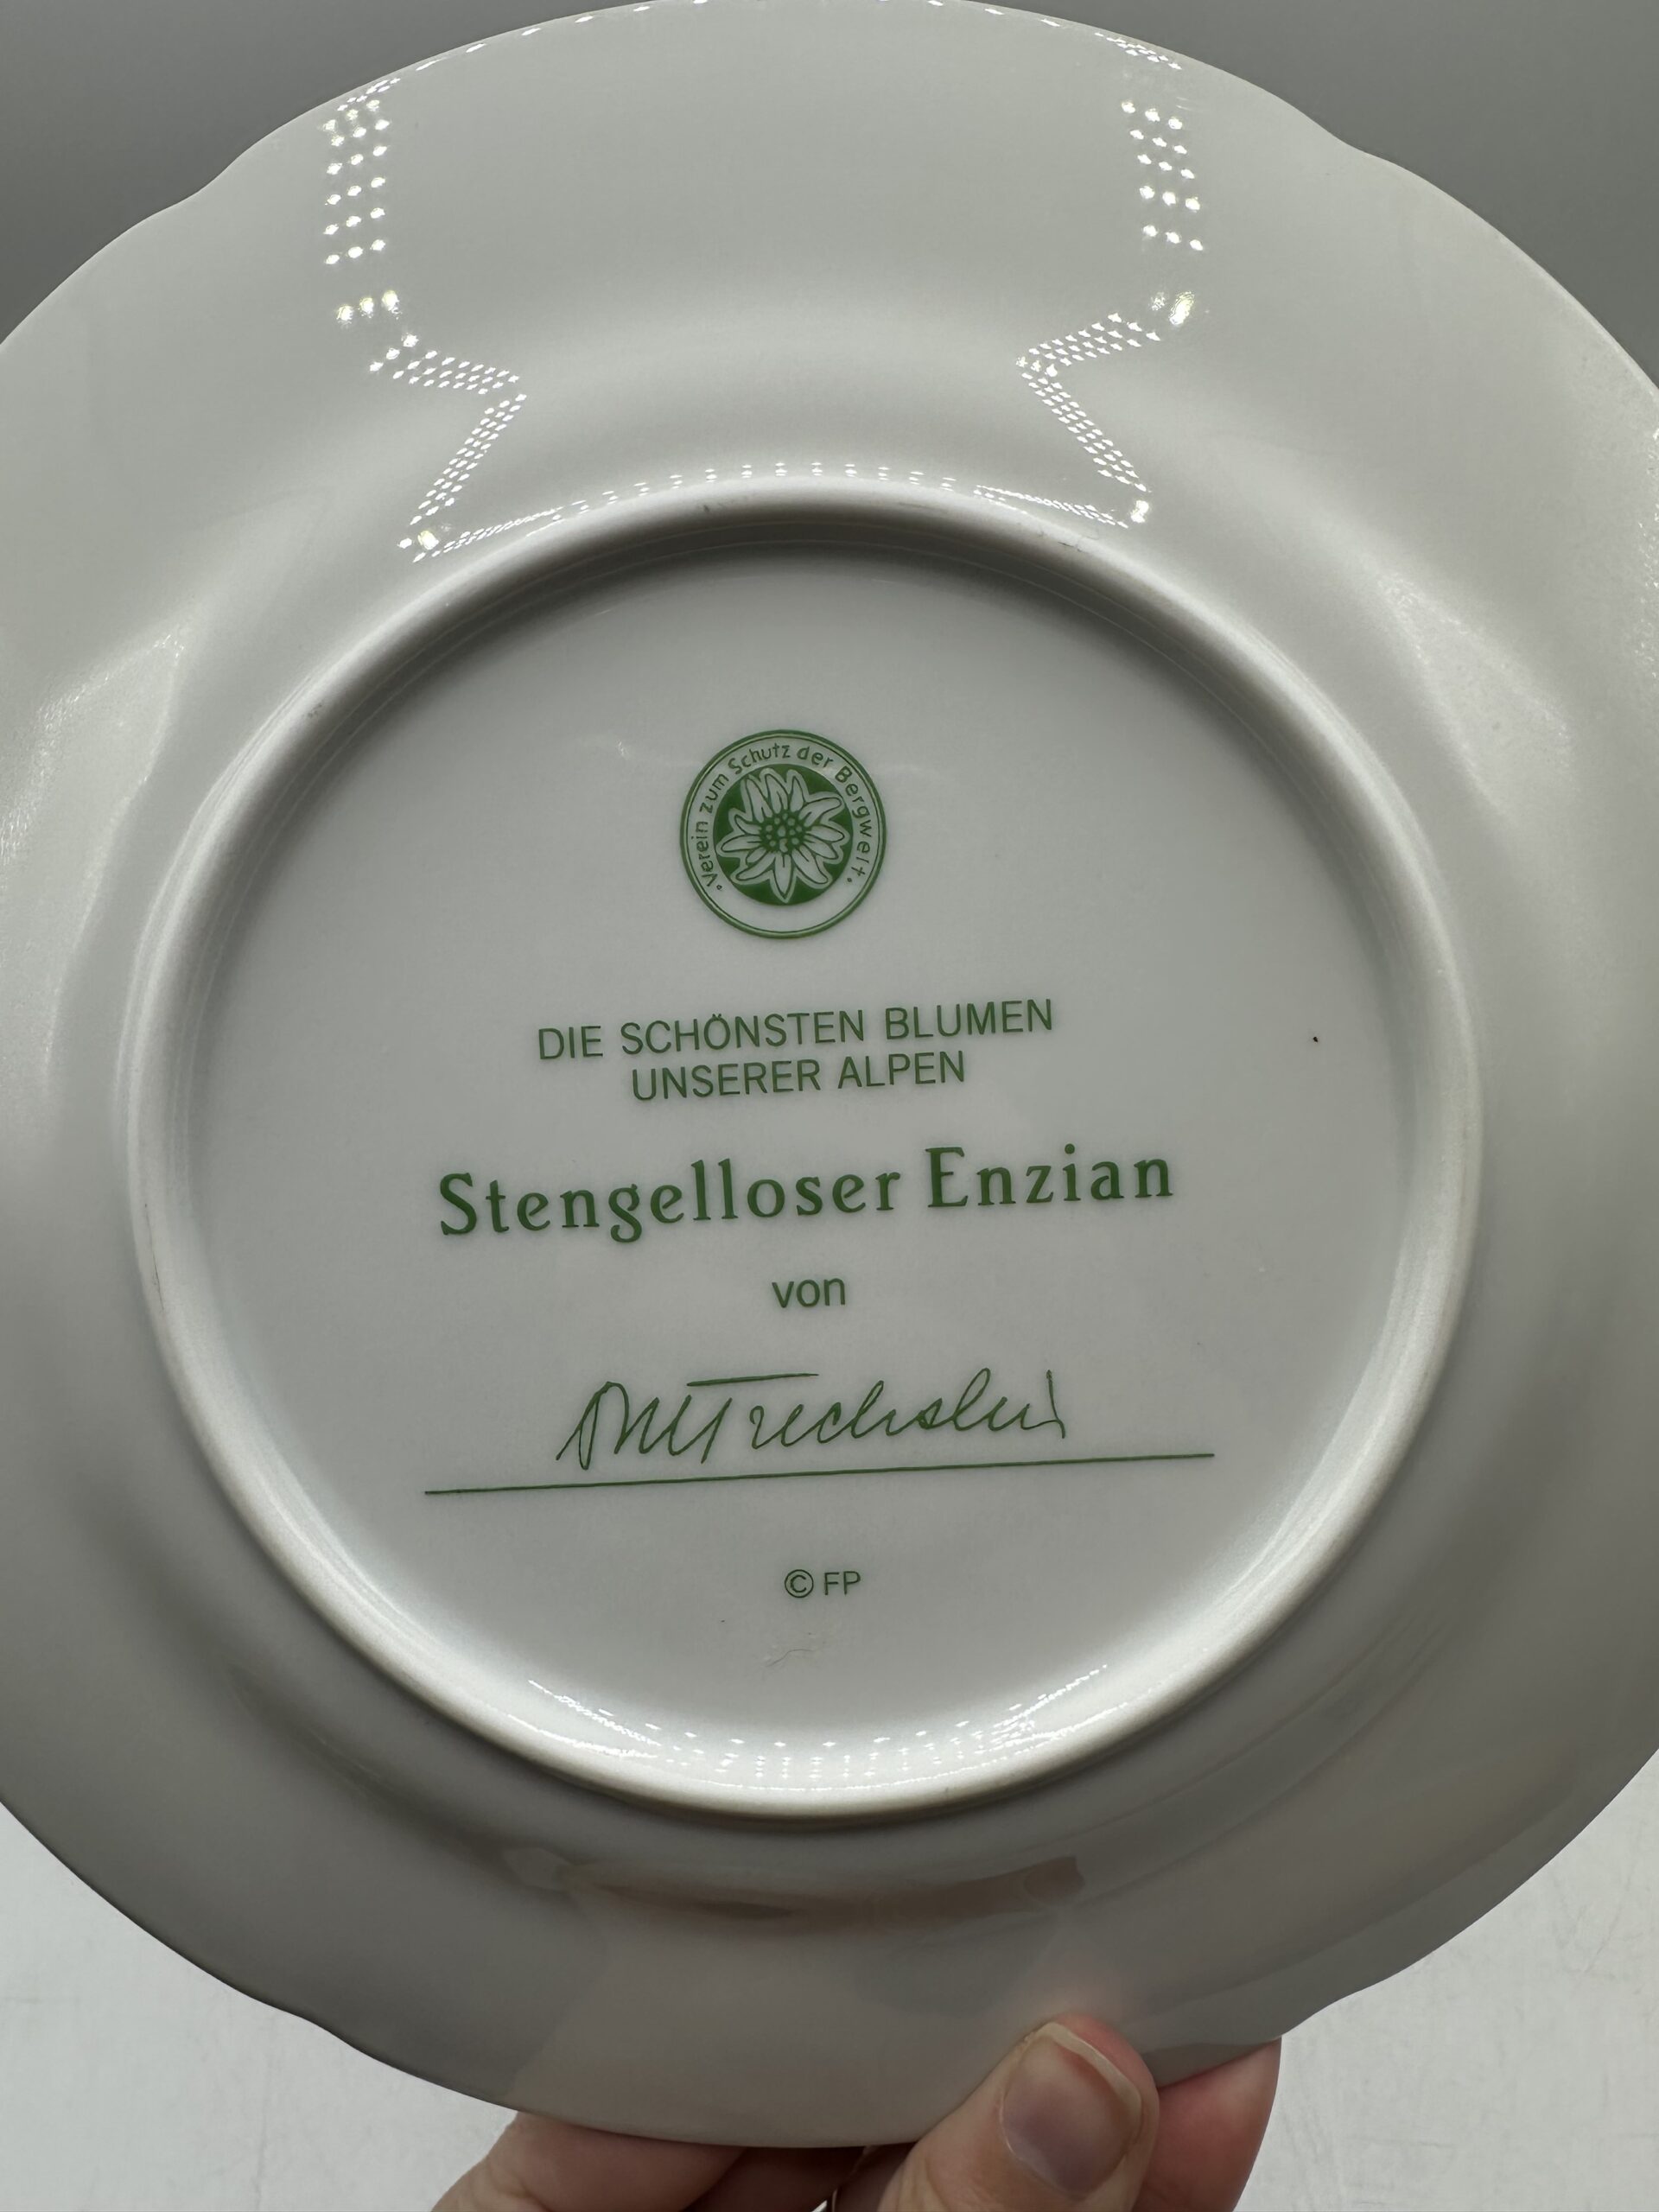 Verein zum Schutz der Bergwelt
DIE SCHÖNSTEN BLUMEN
UNSERER ALPEN
Stengelloser Enzian
von
© FP